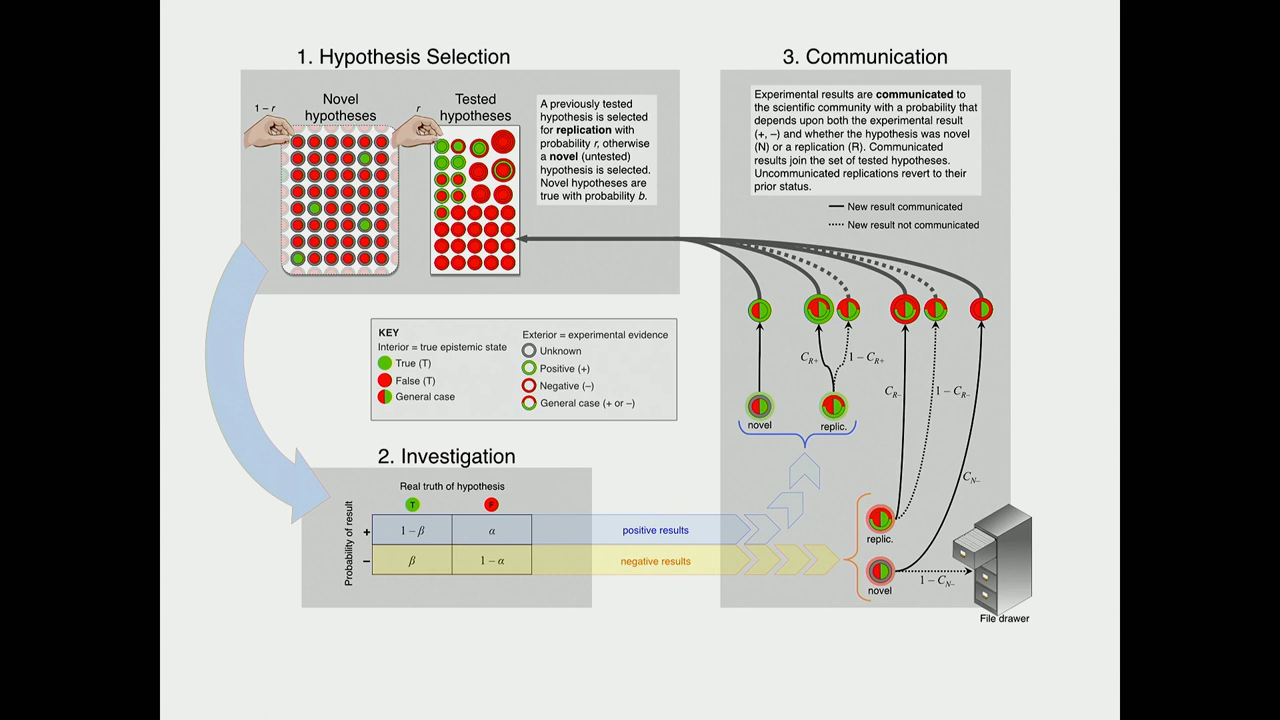 1. Hypothesis Selection
1 – r
Novel
hypotheses
r
Tested
hypotheses
A previously tested
hypothesis is selected
for replication with
probability r, otherwise
a novel (untested)
hypothesis is selected.
Novel hypotheses are
true with probability b.
3. Communication
Experimental results are communicated to
the scientific community with a probability that
depends upon both the experimental result
(+, –) and whether the hypothesis was novel
(N) or a replication (R). Communicated
results join the set of tested hypotheses.
Uncommunicated replications revert to their
prior status.
New result communicated
New result not communicated
KEY
Interior = true epistemic state
True (T)
False (T)
General case
Exterior = experimental evidence
Unknown
Positive (+)
Negative (–)
General case (+ or –)
C_R+
1 – C_R+
C_R–
1 – C_R–
C_N–
novel
replic.
2. Investigation
Real truth of hypothesis
T
F
Probability of result
+
1 – β
α
positive results
–
β
1 – α
negative results
replic.
novel
1 – C_N–
File drawer